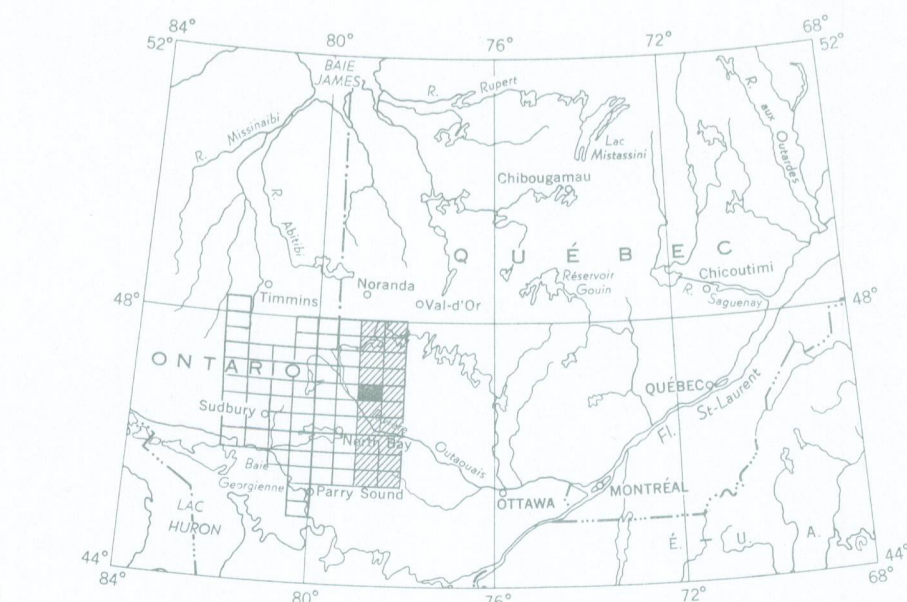 84°
80°
76°
72°
68°
52°
52°
BAIE
JAMES
R. Rupert
R. Missinaibi
R. aux Outardes
Lac
Mistassini
Chibougamau
R. Abitibi
QUÉBEC
Réservoir
Gouin
Chicoutimi
R. Saguenay
Noranda
Timmins
Val-d'Or
48°
48°
ONTARIO
QUÉBEC
Fl. St-Laurent
Sudbury
North Bay
Outaouais
Baie
Georgienne
Parry Sound
OTTAWA
MONTRÉAL
LAC
HURON
É. U. A.
44°
44°
84°
80°
76°
72°
68°